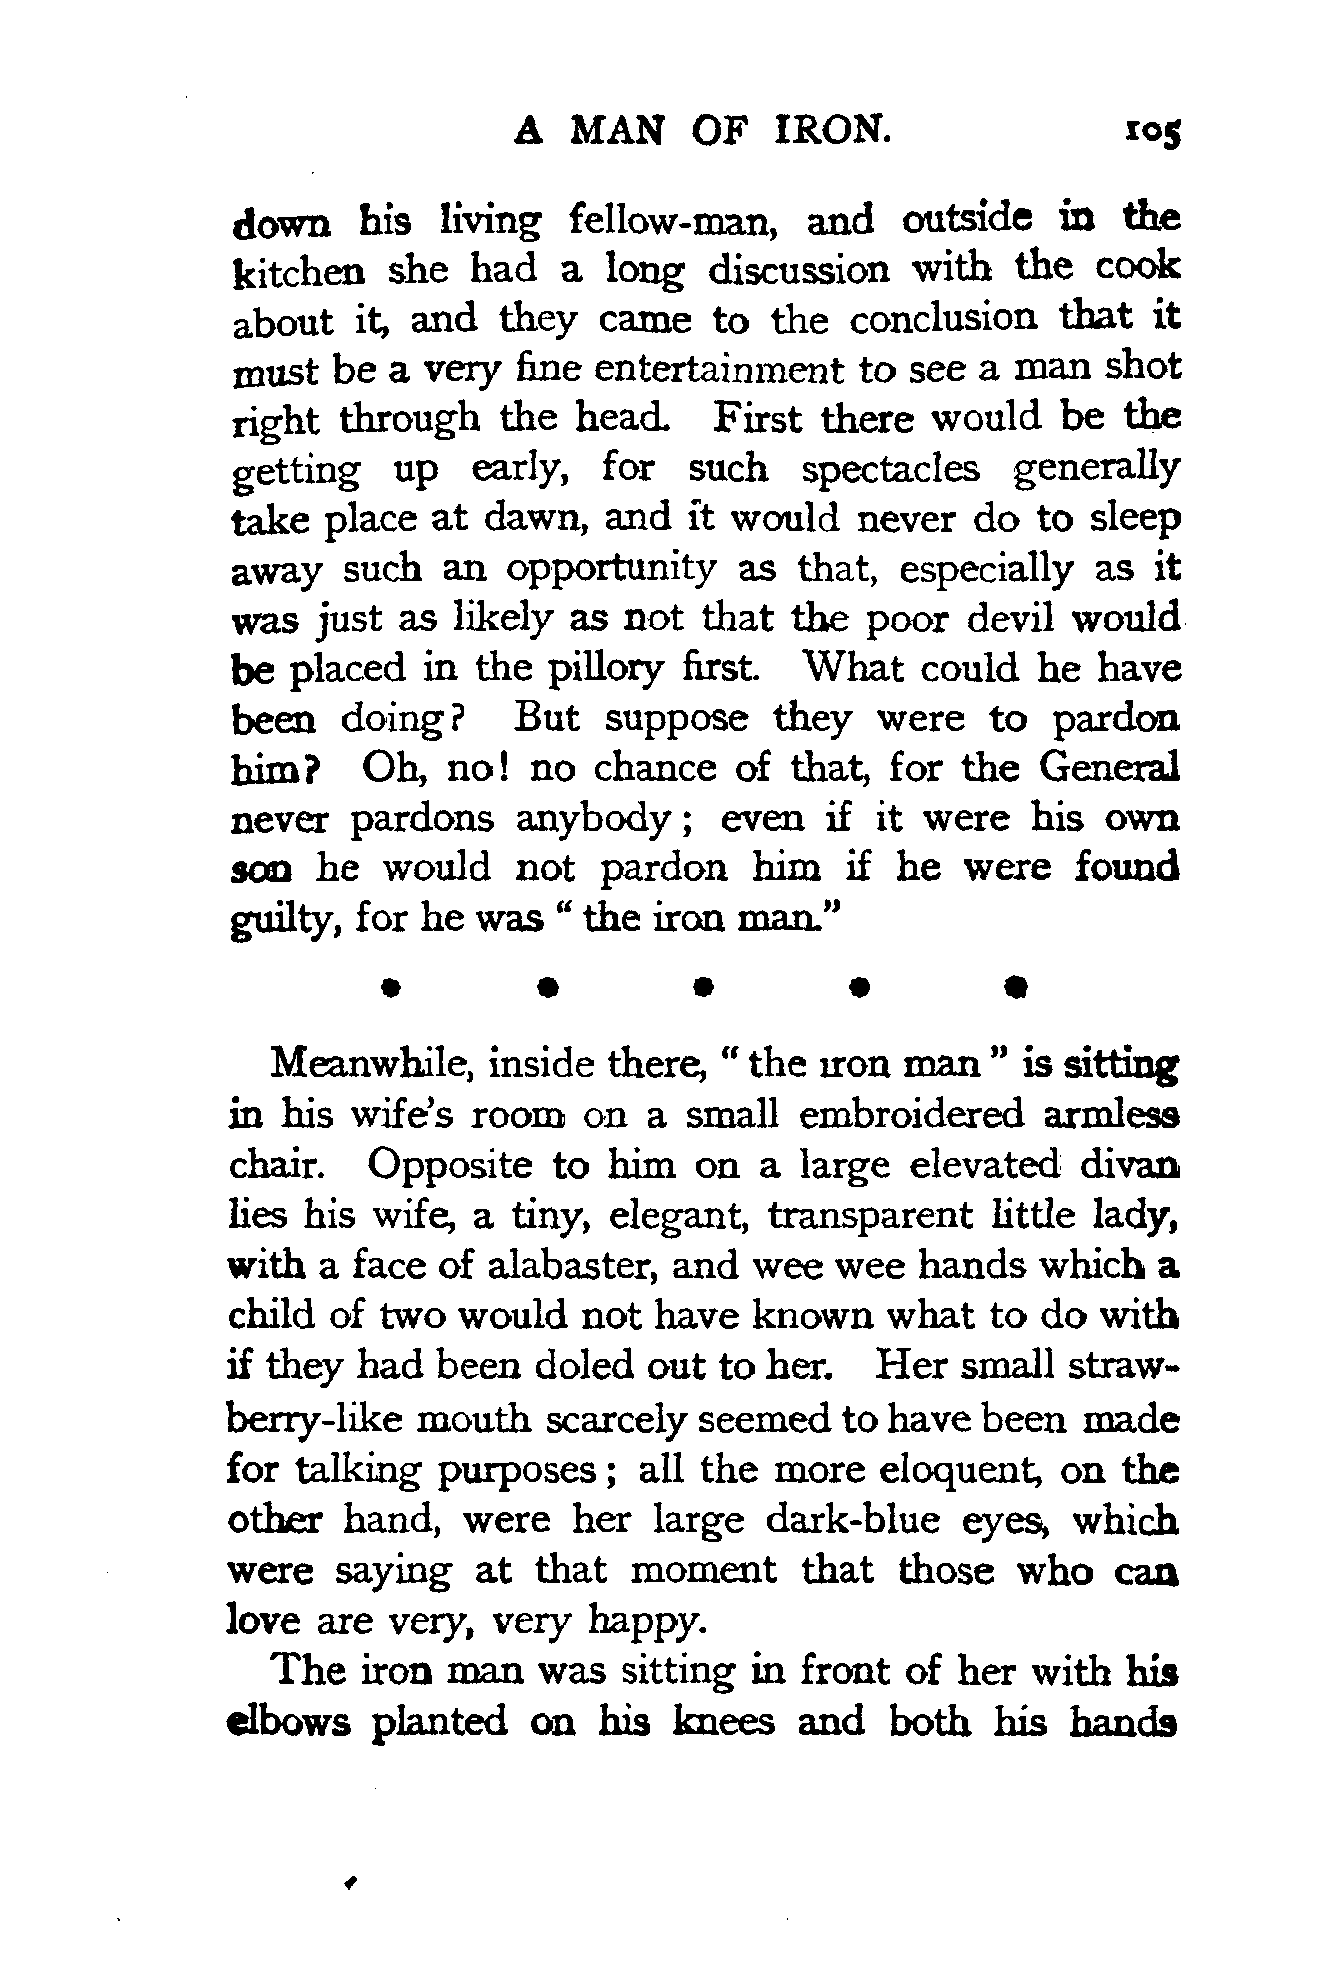 A MAN OF IRON. 105
down his living fellow-man, and outside in the
kitchen she had a long discussion with the cook
about it, and they came to the conclusion that it
must be a very fine entertainment to see a man shot
right through the head. First there would be the
getting up early, for such spectacles generally
take place at dawn, and it would never do to sleep
away such an opportunity as that, especially as it
was just as likely as not that the poor devil would
be placed in the pillory first. What could he have
been doing? But suppose they were to pardon
him? Oh, no! no chance of that, for the General
never pardons anybody; even if it were his own
son he would not pardon him if he were found
guilty, for he was “the iron man.”
• • • • •
Meanwhile, inside there, “the iron man” is sitting
in his wife's room on a small embroidered armless
chair. Opposite to him on a large elevated divan
lies his wife, a tiny, elegant, transparent little lady,
with a face of alabaster, and wee wee hands which a
child of two would not have known what to do with
if they had been doled out to her. Her small straw-
berry-like mouth scarcely seemed to have been made
for talking purposes; all the more eloquent, on the
other hand, were her large dark-blue eyes, which
were saying at that moment that those who can
love are very, very happy.
The iron man was sitting in front of her with his
elbows planted on his knees and both his hands